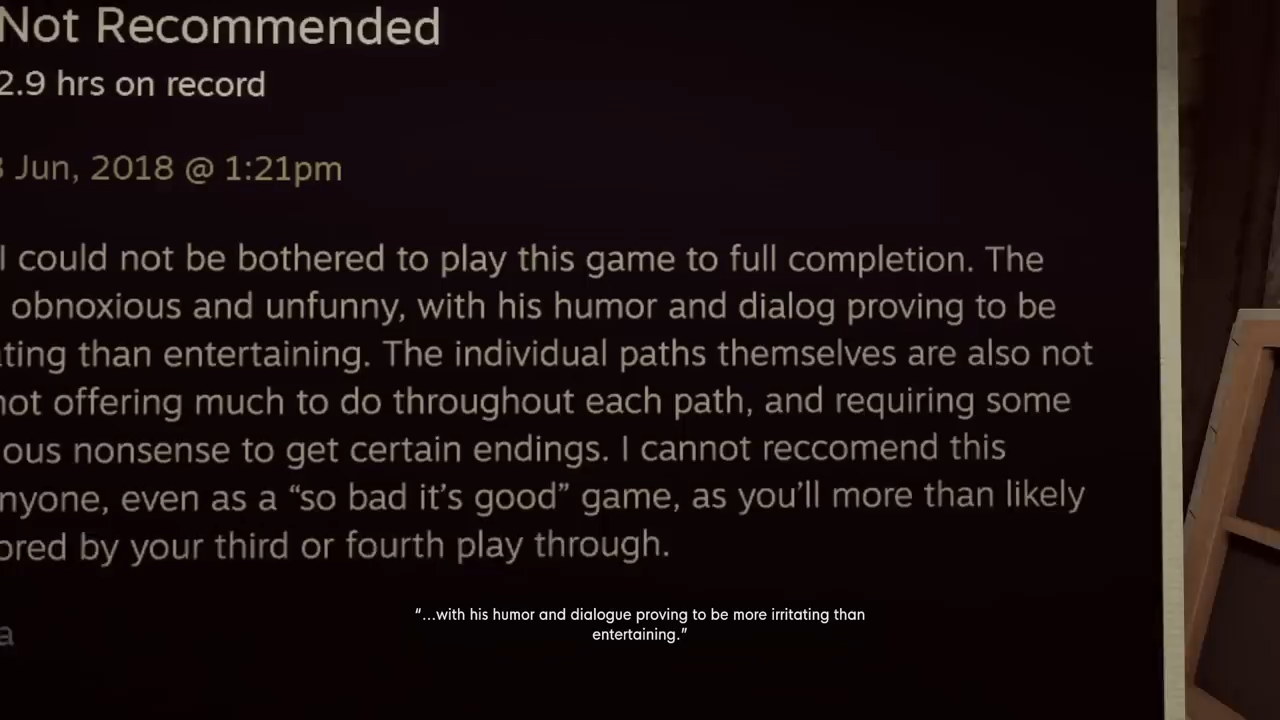 Not Recommended
2.9 hrs on record
Jun, 2018 @ 1:21pm
I could not be bothered to play this game to full completion. The
obnoxious and unfunny, with his humor and dialog proving to be
than entertaining. The individual paths themselves are also not
not offering much to do throughout each path, and requiring some
nonsense to get certain endings. I cannot reccomend this
even as a “so bad it’s good” game, as you’ll more than likely
by your third or fourth play through.
"...with his humor and dialogue proving to be more irritating than
entertaining."